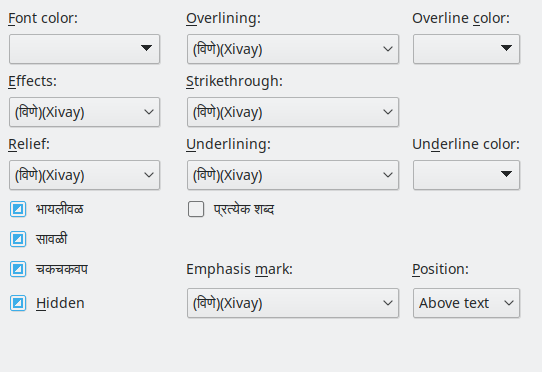 Font color: Overlining: Overline color:
(विणे)(Xivay)
Effects: Strikethrough:
(विणे)(Xivay) (विणे)(Xivay)
Relief: Underlining: Underline color:
(विणे)(Xivay) (विणे)(Xivay)
भायलीवळ प्रत्येक शब्द
सावळी
चकचकवप Emphasis mark: Position:
Hidden (विणे)(Xivay) Above text